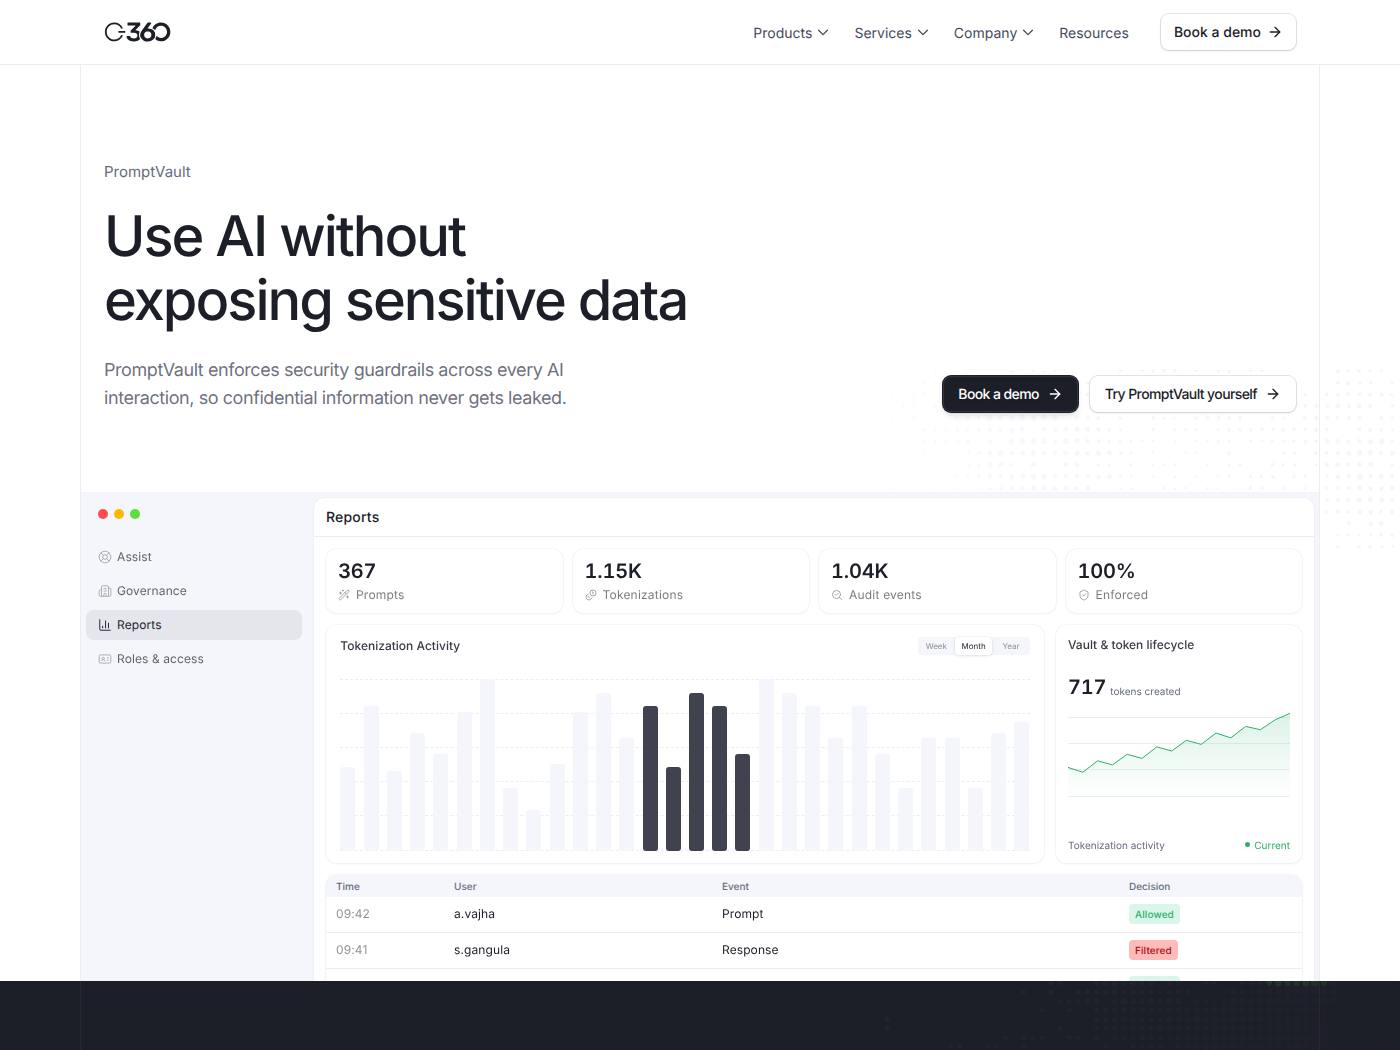 G-360
Products
Services
Company
Resources
Book a demo
PromptVault
Use AI without
exposing sensitive data
PromptVault enforces security guardrails across every AI
interaction, so confidential information never gets leaked.
Book a demo
Try PromptVault yourself
Reports
Assist
Governance
Reports
Roles & access
367
Prompts
1.15K
Tokenizations
1.04K
Audit events
100%
Enforced
Tokenization Activity
Week Month Year
Vault & token lifecycle
717 tokens created
Tokenization activity
Current
Time User Event Decision
09:42 a.vajha Prompt Allowed
09:41 s.gangula Response Filtered